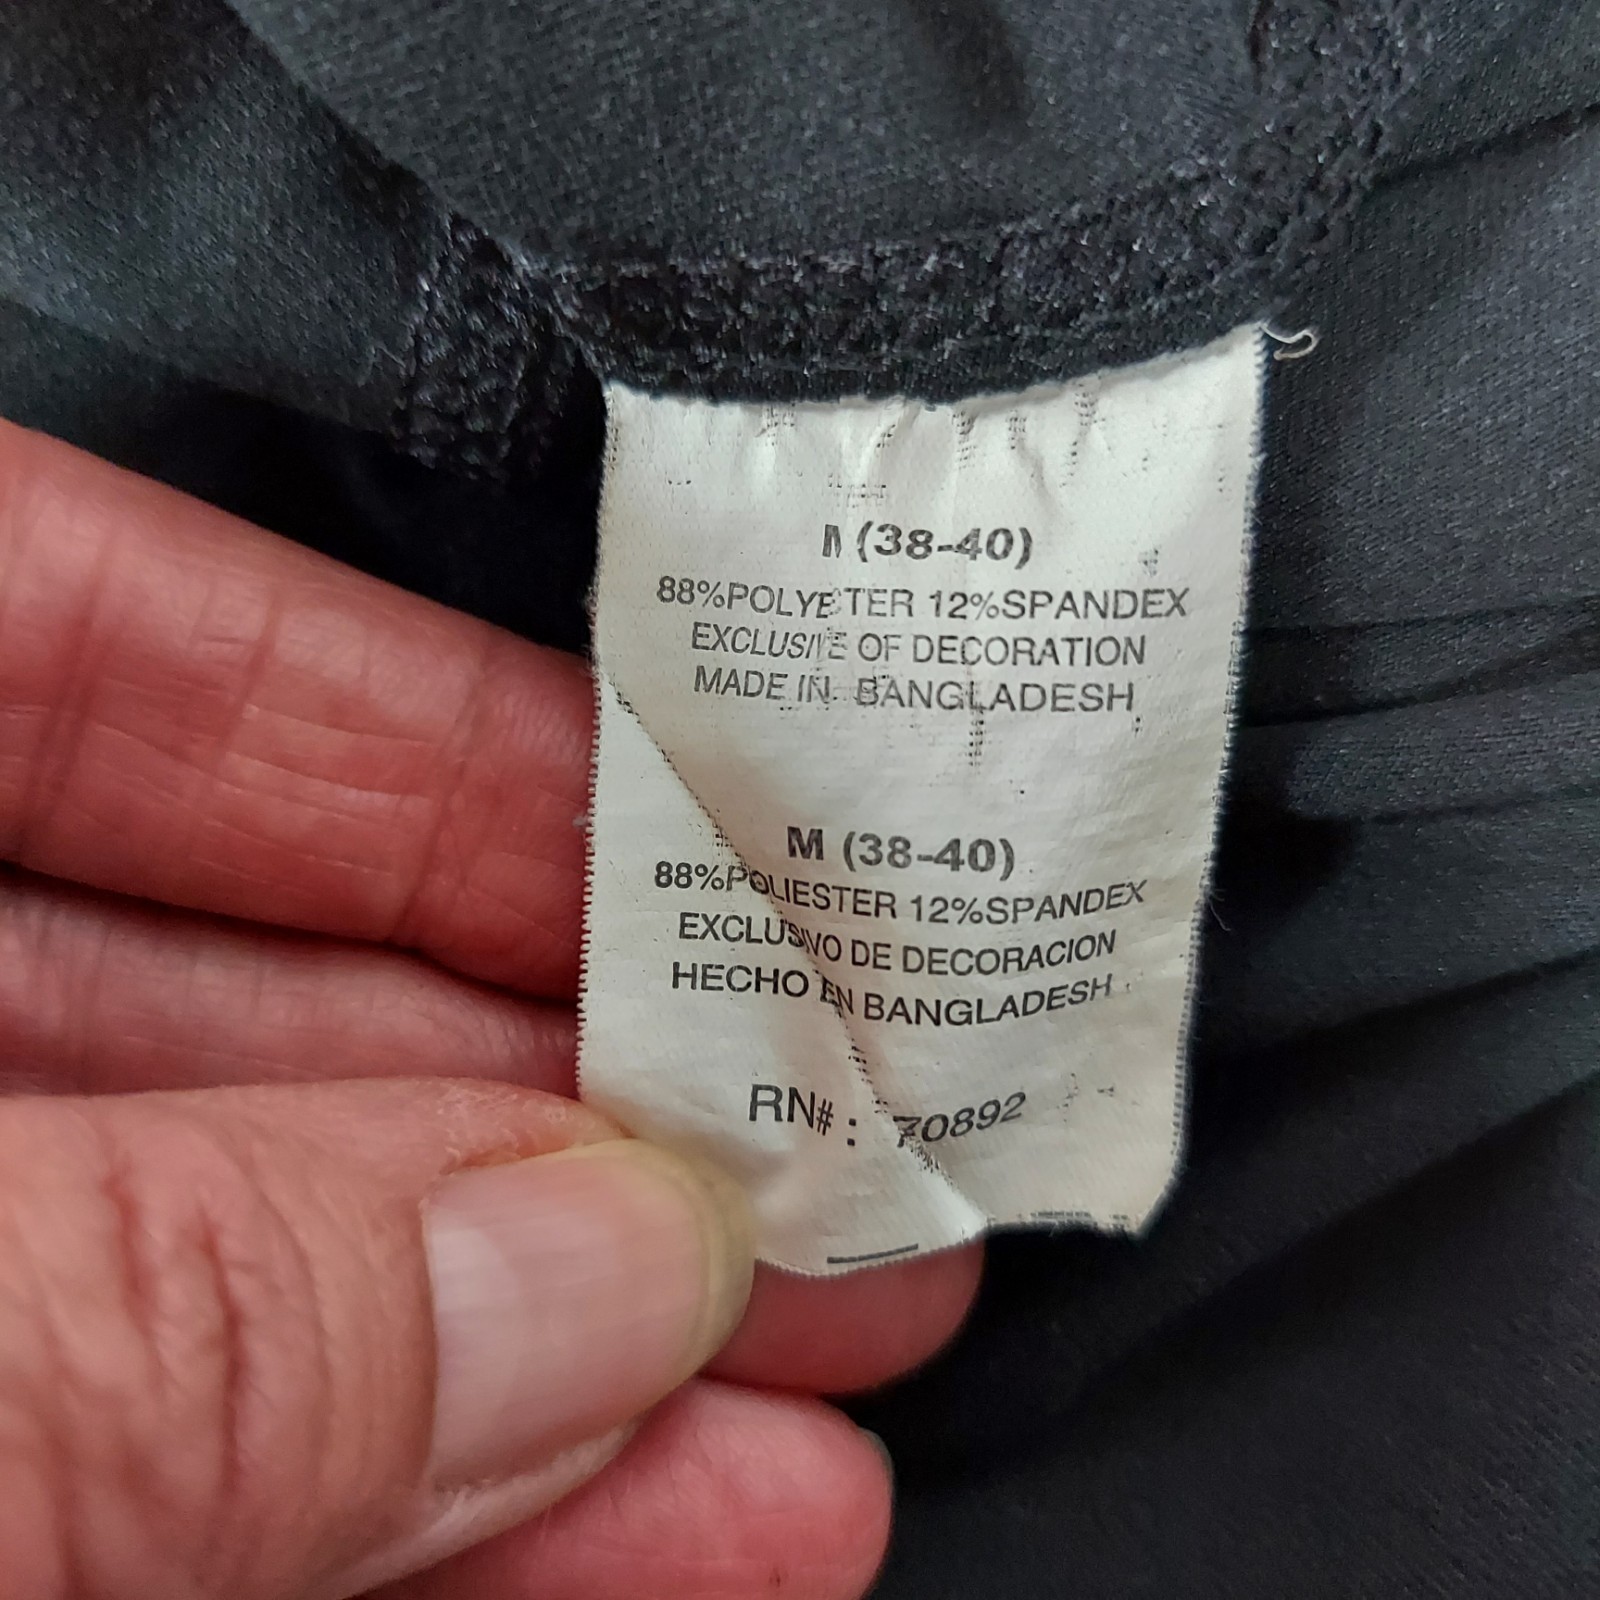 M (38-40)
88%POLYESTER 12%SPANDEX
EXCLUSIVE OF DECORATION
MADE IN BANGLADESH
M (38-40)
88%POLIESTER 12%SPANDEX
EXCLUSIVO DE DECORACION
HECHO EN BANGLADESH
RN# : 70892